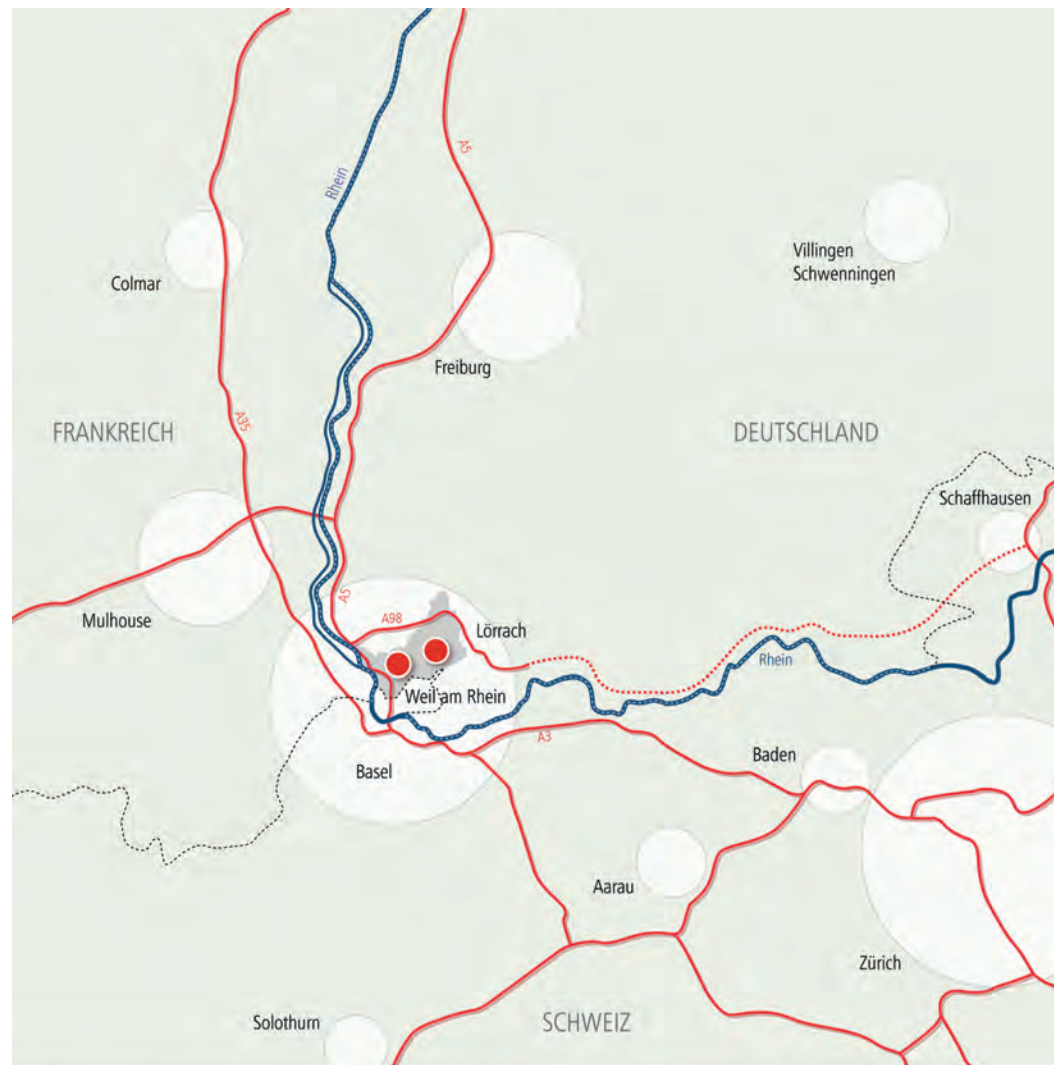 A5
Rhein
Villingen
Schwenningen
Colmar
Freiburg
A35
FRANKREICH
DEUTSCHLAND
Schaffhausen
A5
Mulhouse
A98
Lörrach
Rhein
Weil am Rhein
A3
Baden
Basel
Aarau
Zürich
Solothurn
SCHWEIZ